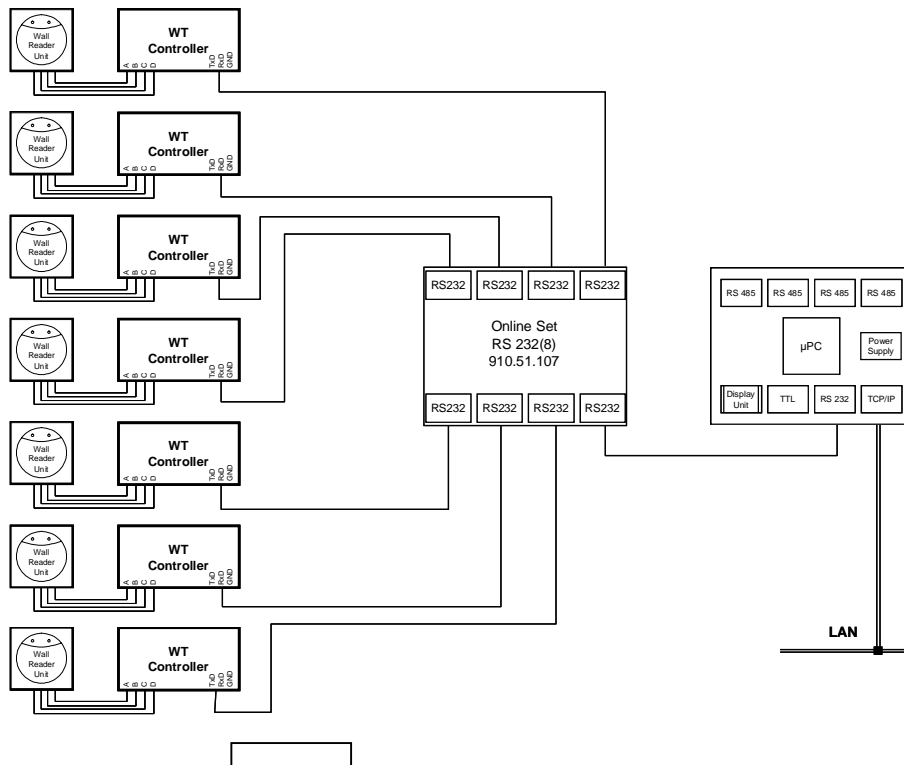 Wall
Reader
Unit
WT
Controller
A B C D
TxD
RxD
GND
Wall
Reader
Unit
WT
Controller
A B C D
TxD
RxD
GND
Wall
Reader
Unit
WT
Controller
A B C D
TxD
RxD
GND
RS232 RS232 RS232 RS232
Online Set
RS 232(8)
910.51.107
RS232 RS232 RS232 RS232
RS 485 RS 485 RS 485 RS 485
µPC
Power
Supply
Display
Unit
TTL
RS 232
TCP/IP
Wall
Reader
Unit
WT
Controller
A B C D
TxD
RxD
GND
Wall
Reader
Unit
WT
Controller
A B C D
TxD
RxD
GND
Wall
Reader
Unit
WT
Controller
A B C D
TxD
RxD
GND
Wall
Reader
Unit
WT
Controller
A B C D
TxD
RxD
GND
LAN